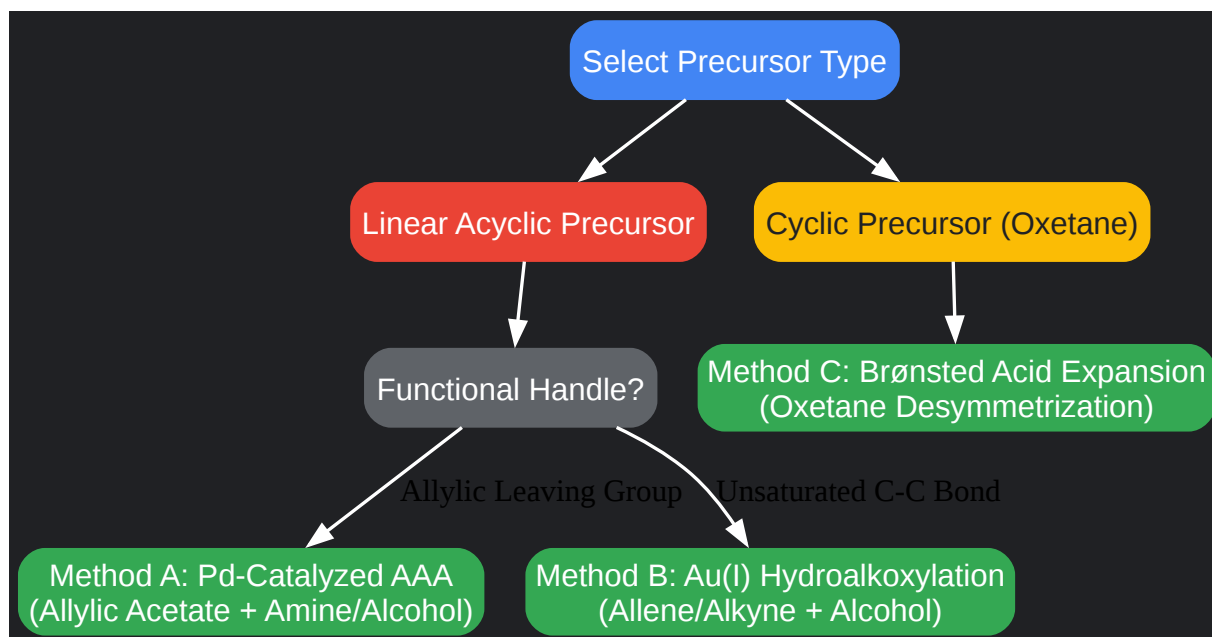 Select Precursor Type
Linear Acyclic Precursor
Cyclic Precursor (Oxetane)
Functional Handle?
Method C: Brønsted Acid Expansion
(Oxetane Desymmetrization)
Allylic Leaving Group
Unsaturated C-C Bond
Method A: Pd-Catalyzed AAA
(Allylic Acetate + Amine/Alcohol)
Method B: Au(I) Hydroalkoxylation
(Allene/Alkyne + Alcohol)